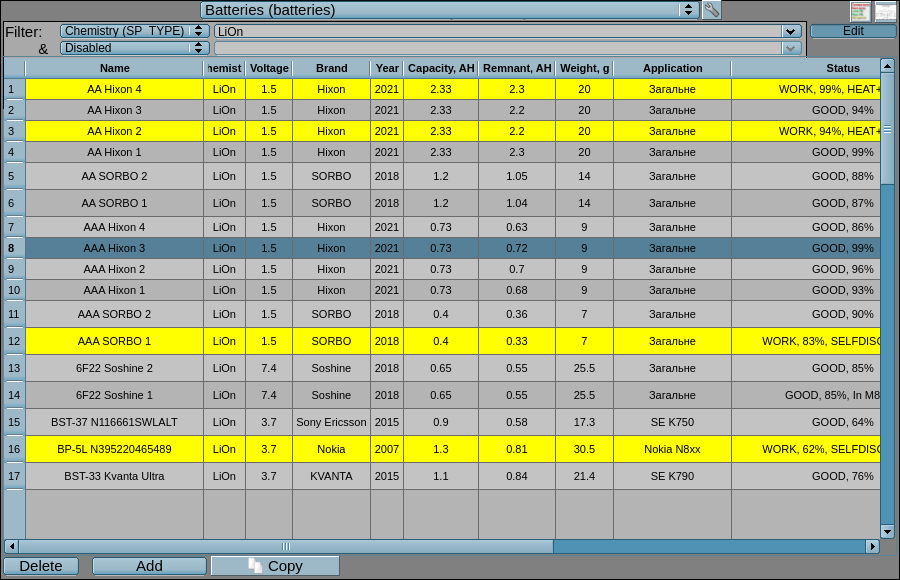 Batteries (batteries)
Filter: Chemistry (SP_TYPE) LiOn Edit
& Disabled
Name hemist Voltage Brand Year Capacity, AH Remnant, AH Weight, g Application Status
1 AA Hixon 4 LiOn 1.5 Hixon 2021 2.33 2.3 20 Загальне WORK, 99%, HEAT+
2 AA Hixon 3 LiOn 1.5 Hixon 2021 2.33 2.2 20 Загальне GOOD, 94%
3 AA Hixon 2 LiOn 1.5 Hixon 2021 2.33 2.2 20 Загальне WORK, 94%, HEAT+
4 AA Hixon 1 LiOn 1.5 Hixon 2021 2.33 2.3 20 Загальне GOOD, 99%
5 AA SORBO 2 LiOn 1.5 SORBO 2018 1.2 1.05 14 Загальне GOOD, 88%
6 AA SORBO 1 LiOn 1.5 SORBO 2018 1.2 1.04 14 Загальне GOOD, 87%
7 AAA Hixon 4 LiOn 1.5 Hixon 2021 0.73 0.63 9 Загальне GOOD, 86%
8 AAA Hixon 3 LiOn 1.5 Hixon 2021 0.73 0.72 9 Загальне GOOD, 99%
9 AAA Hixon 2 LiOn 1.5 Hixon 2021 0.73 0.7 9 Загальне GOOD, 96%
10 AAA Hixon 1 LiOn 1.5 Hixon 2021 0.73 0.68 9 Загальне GOOD, 93%
11 AAA SORBO 2 LiOn 1.5 SORBO 2018 0.4 0.36 7 Загальне GOOD, 90%
12 AAA SORBO 1 LiOn 1.5 SORBO 2018 0.4 0.33 7 Загальне WORK, 83%, SELFDISC
13 6F22 Soshine 2 LiOn 7.4 Soshine 2018 0.65 0.55 25.5 Загальне GOOD, 85%
14 6F22 Soshine 1 LiOn 7.4 Soshine 2018 0.65 0.55 25.5 Загальне GOOD, 85%, In M8
15 BST-37 N116661SWLALT LiOn 3.7 Sony Ericsson 2015 0.9 0.58 17.3 SE K750 GOOD, 64%
16 BP-5L N395220465489 LiOn 3.7 Nokia 2007 1.3 0.81 30.5 Nokia N8xx WORK, 62%, SELFDISC
17 BST-33 Kvanta Ultra LiOn 3.7 KVANTA 2015 1.1 0.84 21.4 SE K790 GOOD, 76%
Delete Add Copy